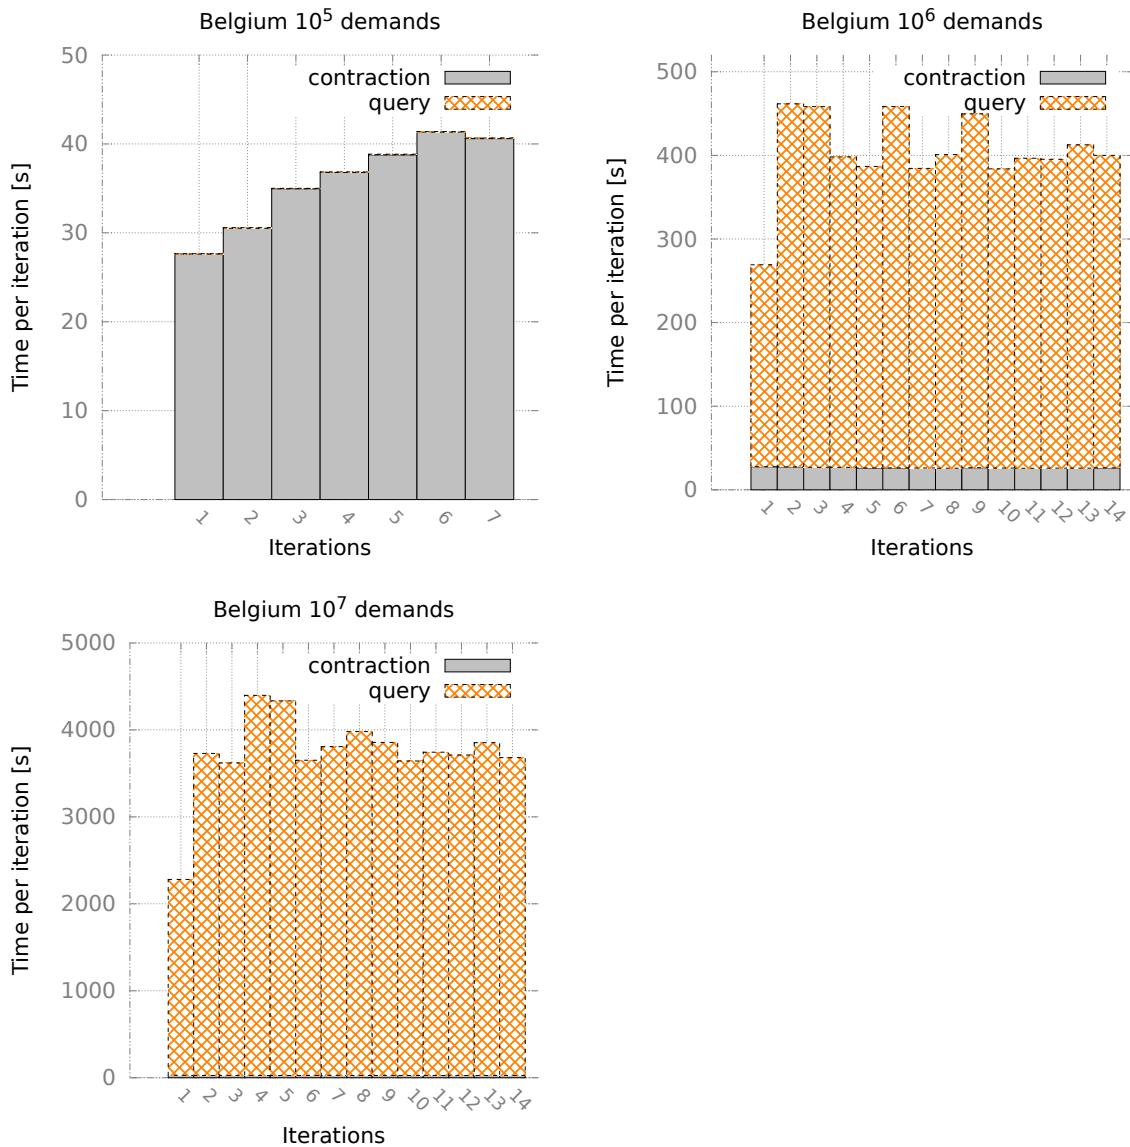 Belgium 10^5 demands
contraction
query
50
40
30
20
10
0
Time per iteration [s]
1 2 3 4 5 6 7
Iterations
Belgium 10^6 demands
contraction
query
500
400
300
200
100
0
Time per iteration [s]
1 2 3 4 5 6 7 8 9 10 11 12 13 14
Iterations
Belgium 10^7 demands
contraction
query
5000
4000
3000
2000
1000
0
Time per iteration [s]
1 2 3 4 5 6 7 8 9 10 11 12 13 14
Iterations